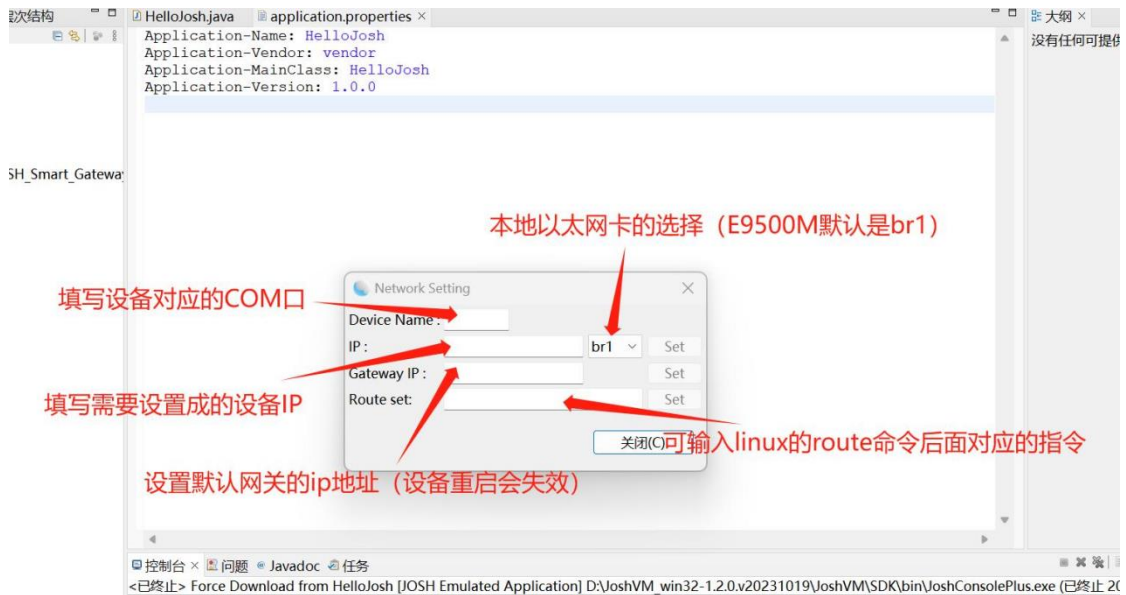 层次结构
HelloJosh.java
application.properties ×
大纲 ×
没有任何可提供
Application-Name: HelloJosh
Application-Vendor: vendor
Application-MainClass: HelloJosh
Application-Version: 1.0.0
SH_Smart_Gateway
本地以太网卡的选择（E9500M默认是br1）
Network Setting
填写设备对应的COM口
Device Name :
IP :
br1
Set
Gateway IP :
Set
填写需要设置成的设备IP
Route set:
Set
关闭(C)
可输入linux的route命令后面对应的指令
设置默认网关的ip地址（设备重启会失效）
控制台 ×
问题
Javadoc
任务
<已终止> Force Download from HelloJosh [JOSH Emulated Application] D:\JoshVM_win32-1.2.0.v20231019\JoshVM\SDK\bin\JoshConsolePlus.exe (已终止 20